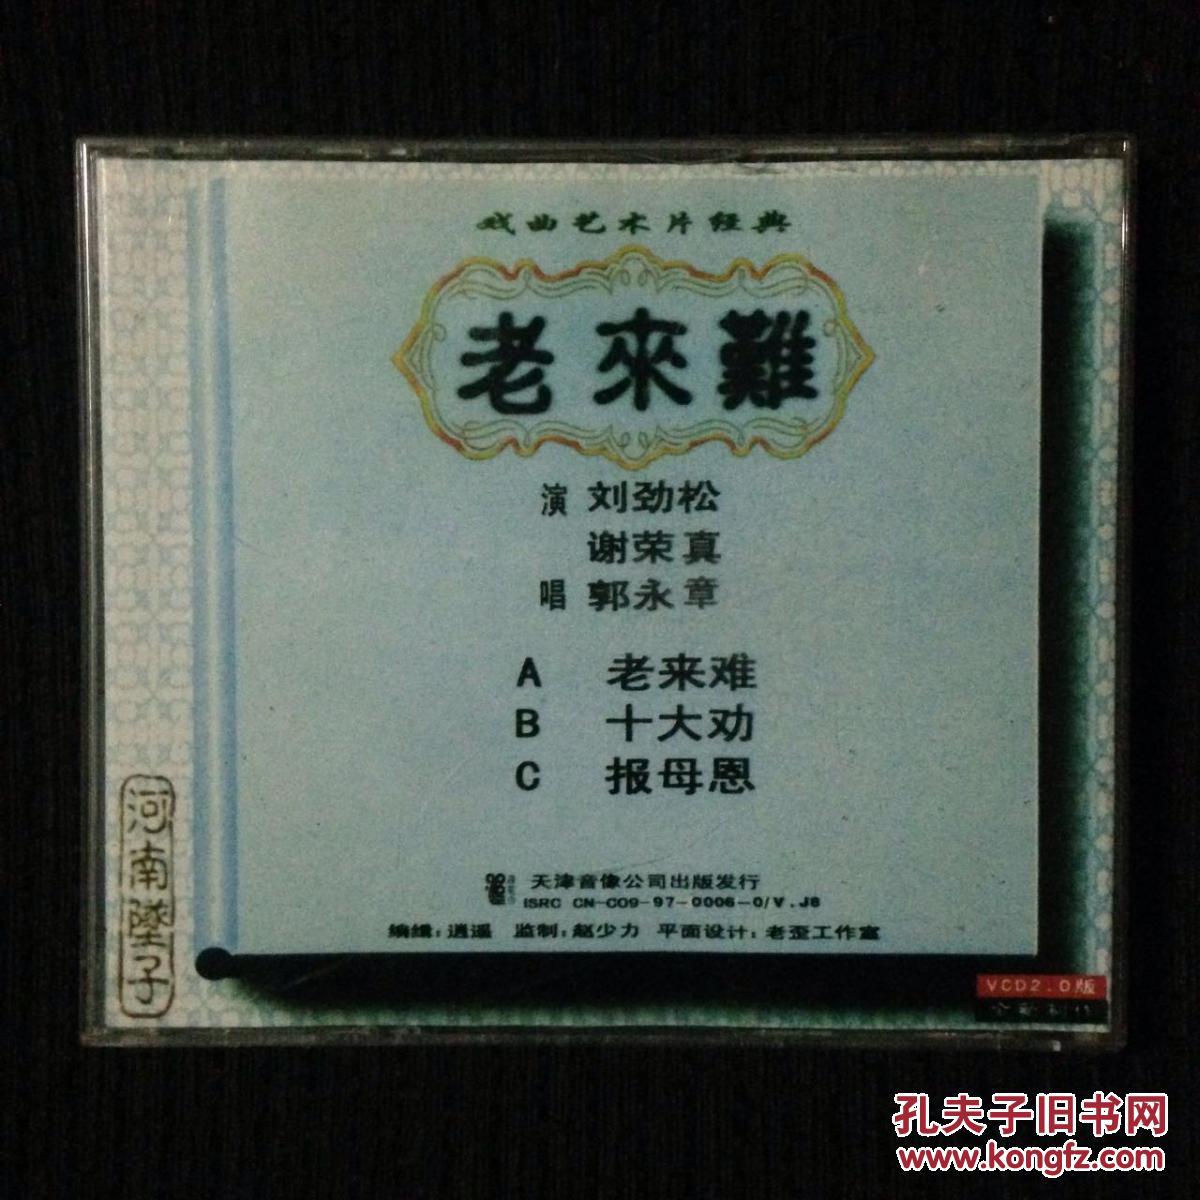 戏曲艺术片经典
老來難
演 刘劲松
谢荣真
唱 郭永章
A 老来难
B 十大劝
C 报母恩
天津音像公司出版发行
ISRC CN-C09-97-0006-0/V.J8
编缉：逍遥 监制：赵少力 平面设计：老歪工作室
河南墜子
VCD2.0版
孔夫子旧书网
www.kongfz.com